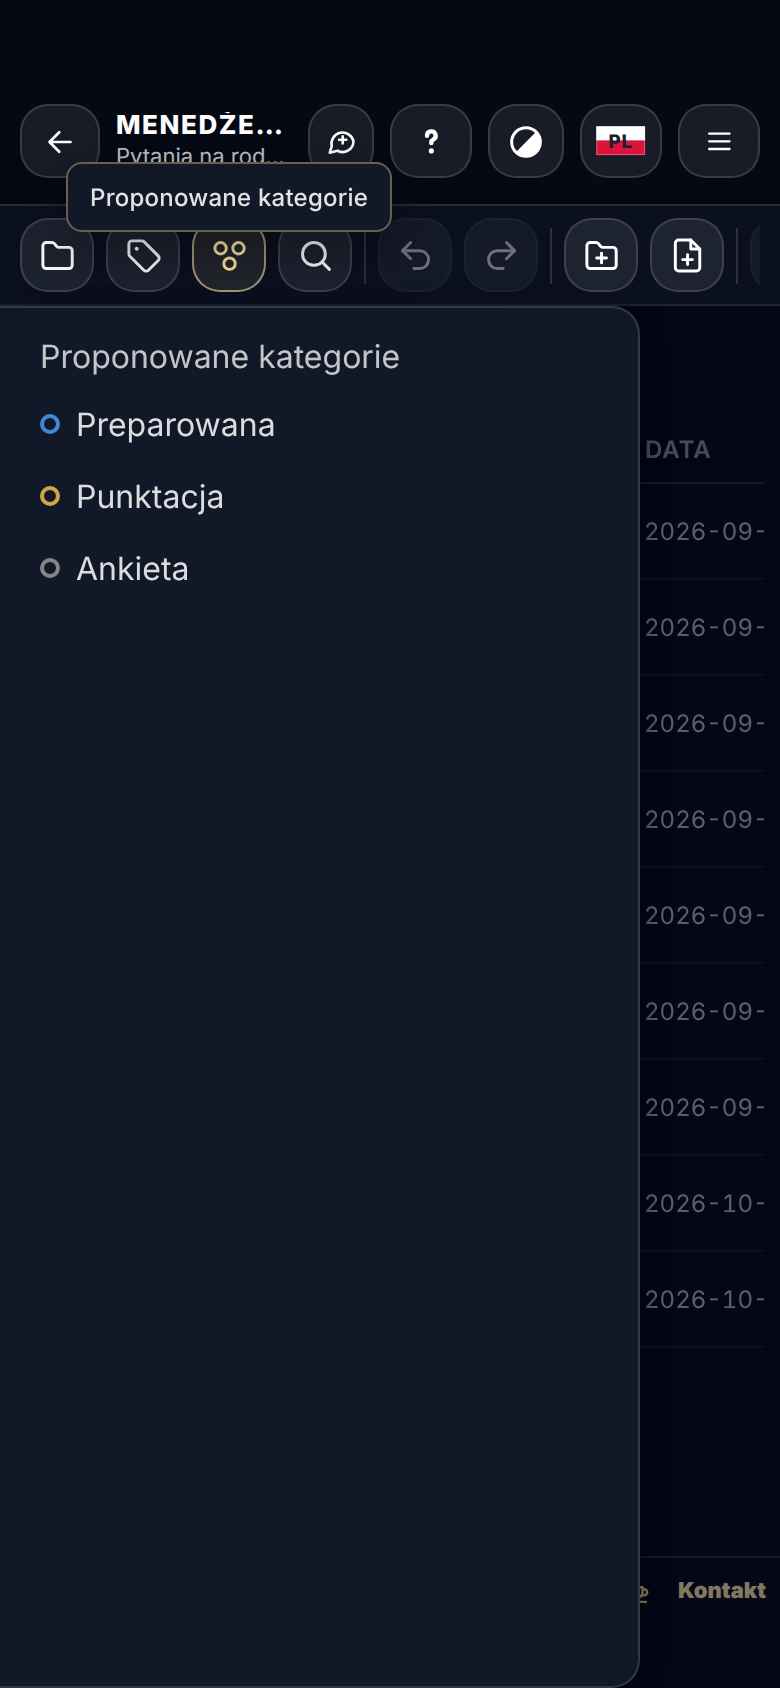 MENEDŻE...
Pytania na rod...
?
PL
Proponowane kategorie
Proponowane kategorie
Preparowana
Punktacja
Ankieta
DATA
2026-09-
2026-09-
2026-09-
2026-09-
2026-09-
2026-09-
2026-09-
2026-10-
2026-10-
Kontakt